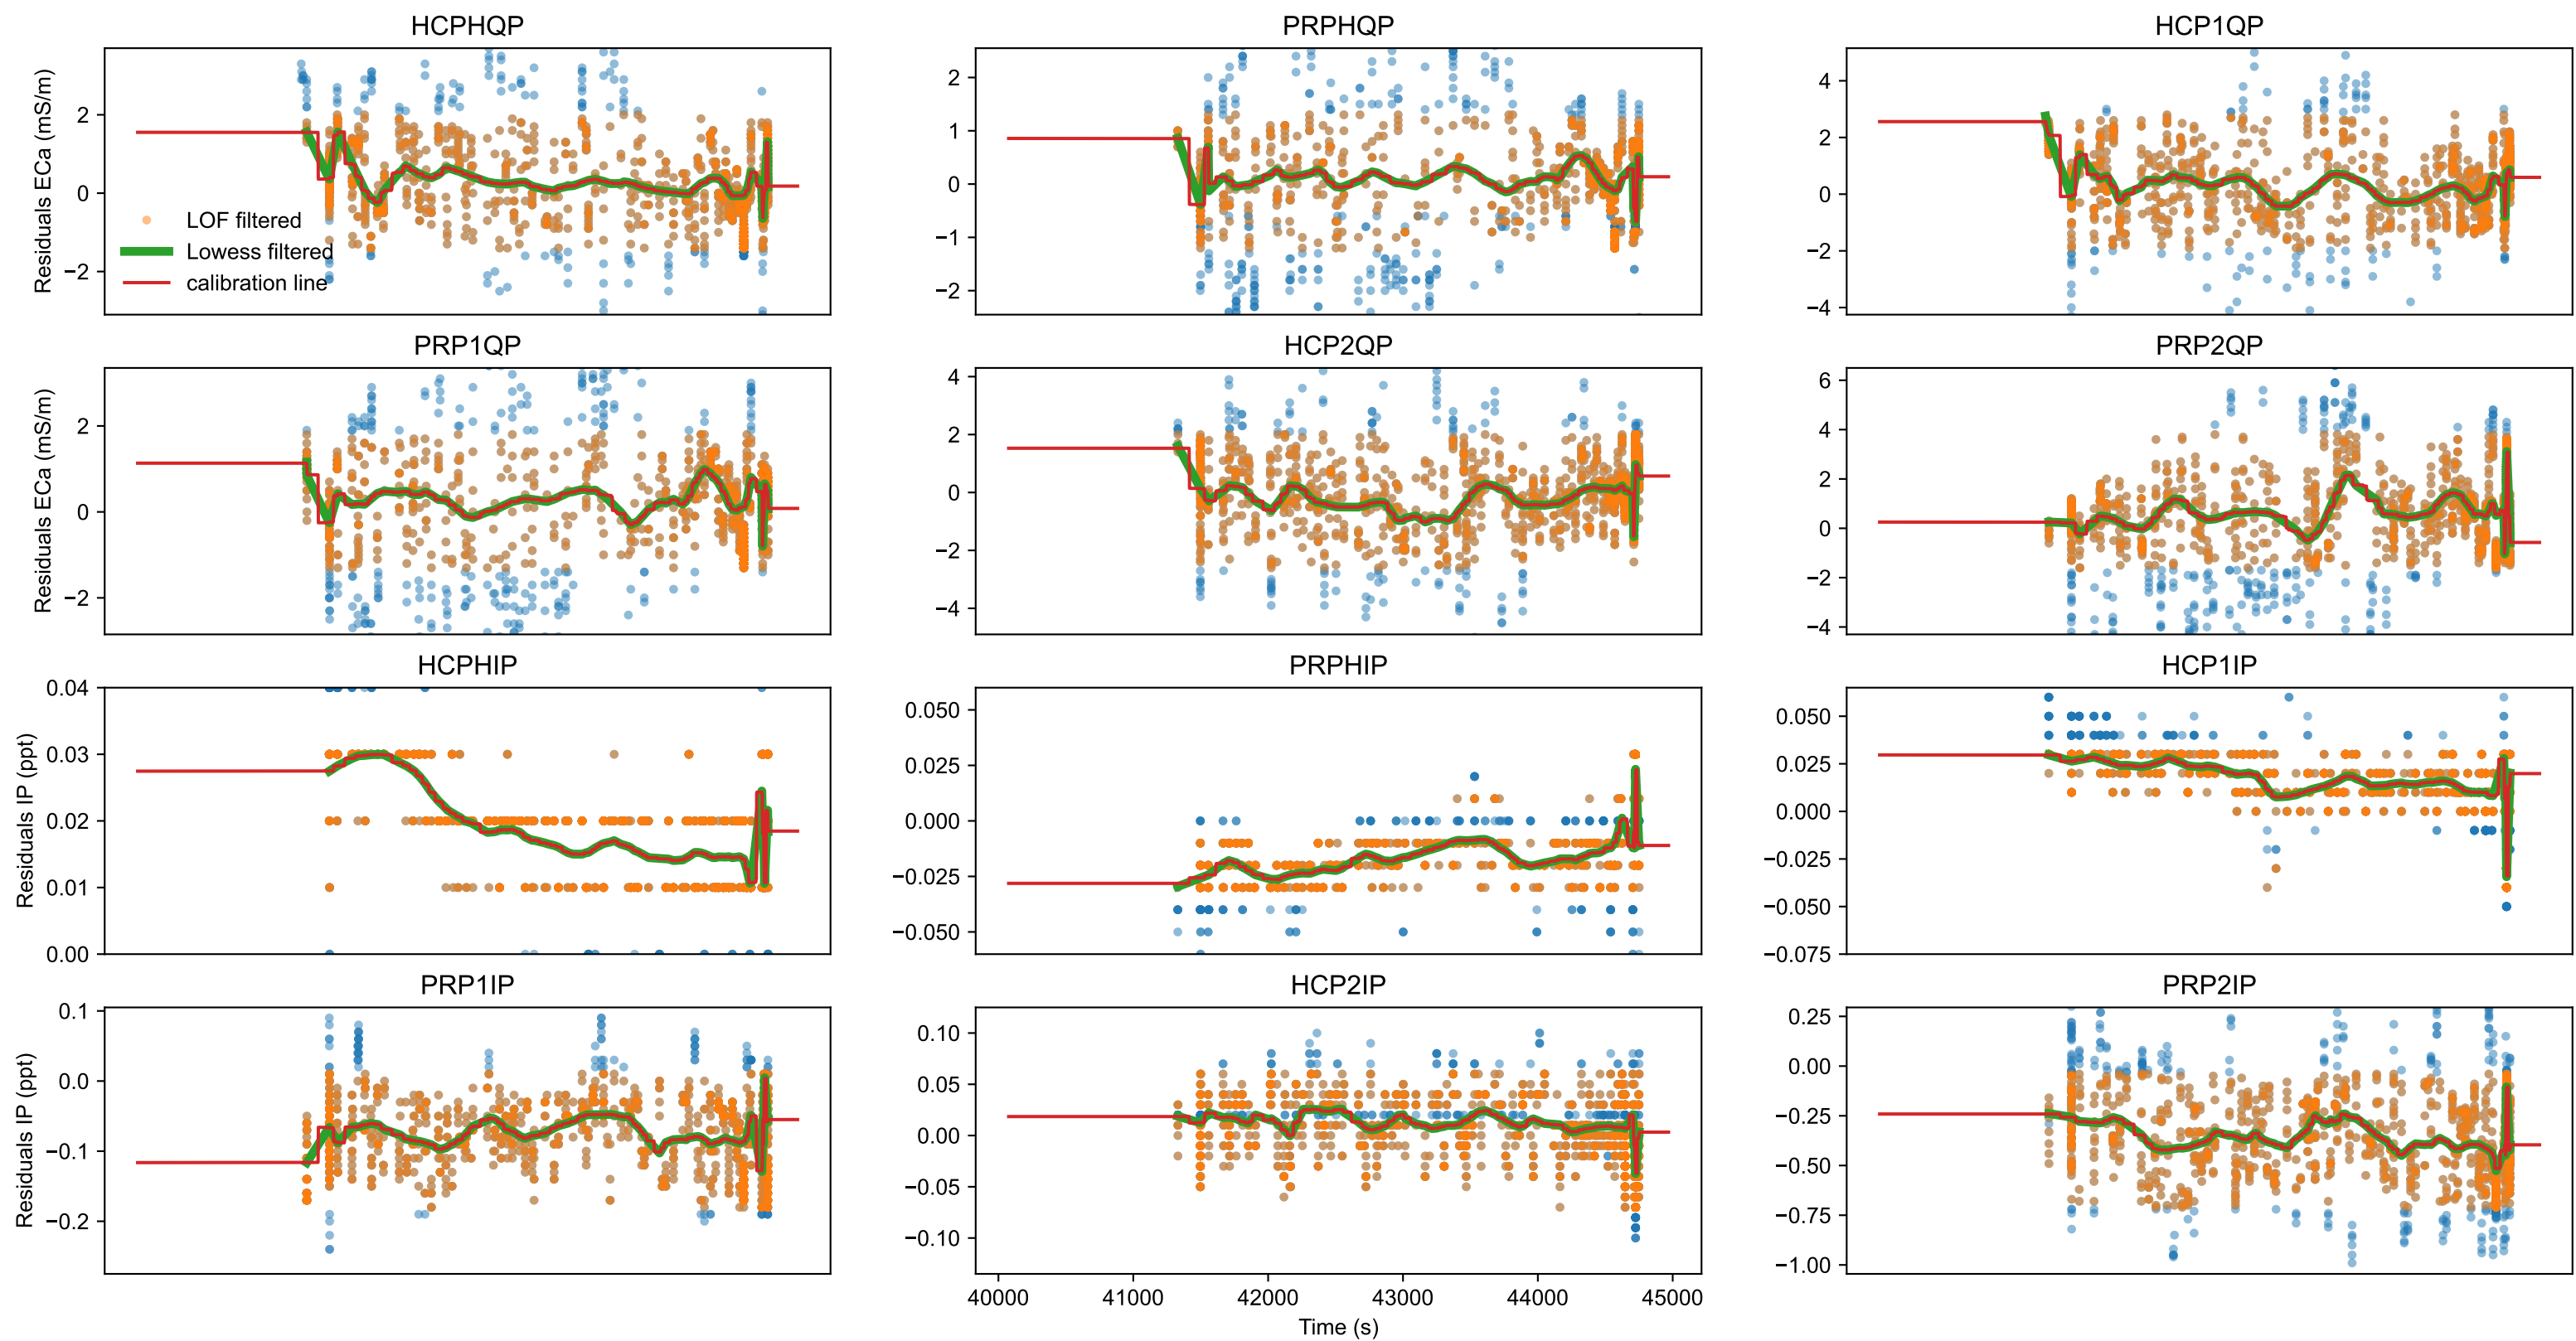 HCPHQP
PRPHQP
HCP1QP
Residuals ECa (mS/m)
2
0
−2
LOF filtered
Lowess filtered
calibration line
2
1
0
−1
−2
4
2
0
−2
−4
PRP1QP
HCP2QP
PRP2QP
Residuals ECa (mS/m)
2
0
−2
4
2
0
−2
−4
6
4
2
0
−2
−4
HCPHIP
PRPHIP
HCP1IP
Residuals IP (ppt)
0.04
0.03
0.02
0.01
0.00
0.050
0.025
0.000
−0.025
−0.050
0.050
0.025
0.000
−0.025
−0.050
−0.075
PRP1IP
HCP2IP
PRP2IP
Residuals IP (ppt)
0.1
0.0
−0.1
−0.2
0.10
0.05
0.00
−0.05
−0.10
0.25
0.00
−0.25
−0.50
−0.75
−1.00
40000 41000 42000 43000 44000 45000
Time (s)